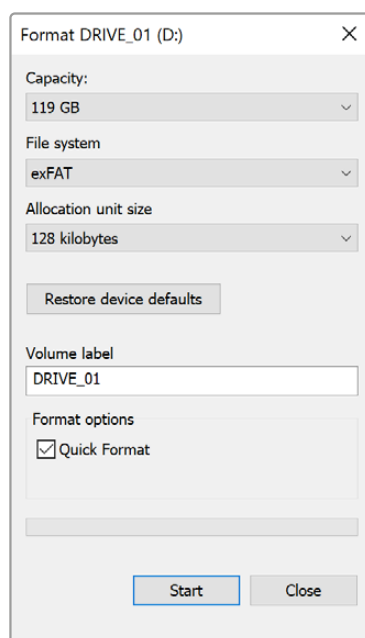 Format DRIVE_01 (D:)
Capacity:
119 GB
File system
exFAT
Allocation unit size
128 kilobytes
Restore device defaults
Volume label
DRIVE_01
Format options
Quick Format
Start
Close